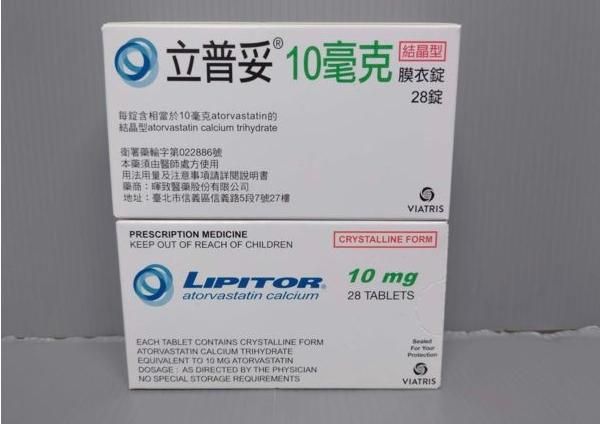 立普妥® 10毫克 結晶型
膜衣錠
28錠
每錠含相當於10毫克atorvastatin的
結晶型atorvastatin calcium trihydrate
衛署藥輸字第022886號
本藥須由醫師處方使用
用法用量及注意事項請詳閱說明書
藥商：暉致醫藥股份有限公司
地址：臺北市信義區信義路5段7號27樓
VIATRIS
PRESCRIPTION MEDICINE
KEEP OUT OF REACH OF CHILDREN
CRYSTALLINE FORM
LIPITOR® 10 mg
atorvastatin calcium 28 TABLETS
EACH TABLET CONTAINS CRYSTALLINE FORM
ATORVASTATIN CALCIUM TRIHYDRATE
EQUIVALENT TO 10 MG ATORVASTATIN
DOSAGE : AS DIRECTED BY THE PHYSICIAN
NO SPECIAL STORAGE REQUIREMENTS
Sealed
For Your
Protection
VIATRIS